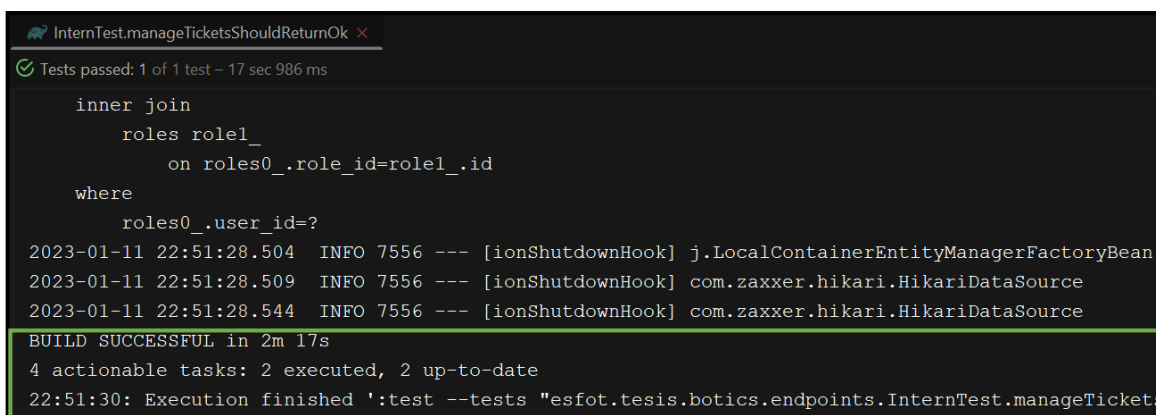 InternTest.manageTicketsShouldReturnOk ×
Tests passed: 1 of 1 test – 17 sec 986 ms
inner join
roles role1_
on roles0_.role_id=role1_.id
where
roles0_.user_id=?
2023-01-11 22:51:28.504  INFO 7556 --- [ionShutdownHook] j.LocalContainerEntityManagerFactoryBean
2023-01-11 22:51:28.509  INFO 7556 --- [ionShutdownHook] com.zaxxer.hikari.HikariDataSource
2023-01-11 22:51:28.544  INFO 7556 --- [ionShutdownHook] com.zaxxer.hikari.HikariDataSource
BUILD SUCCESSFUL in 2m 17s
4 actionable tasks: 2 executed, 2 up-to-date
22:51:30: Execution finished ':test --tests "esfot.tesis.botics.endpoints.InternTest.manageTickets